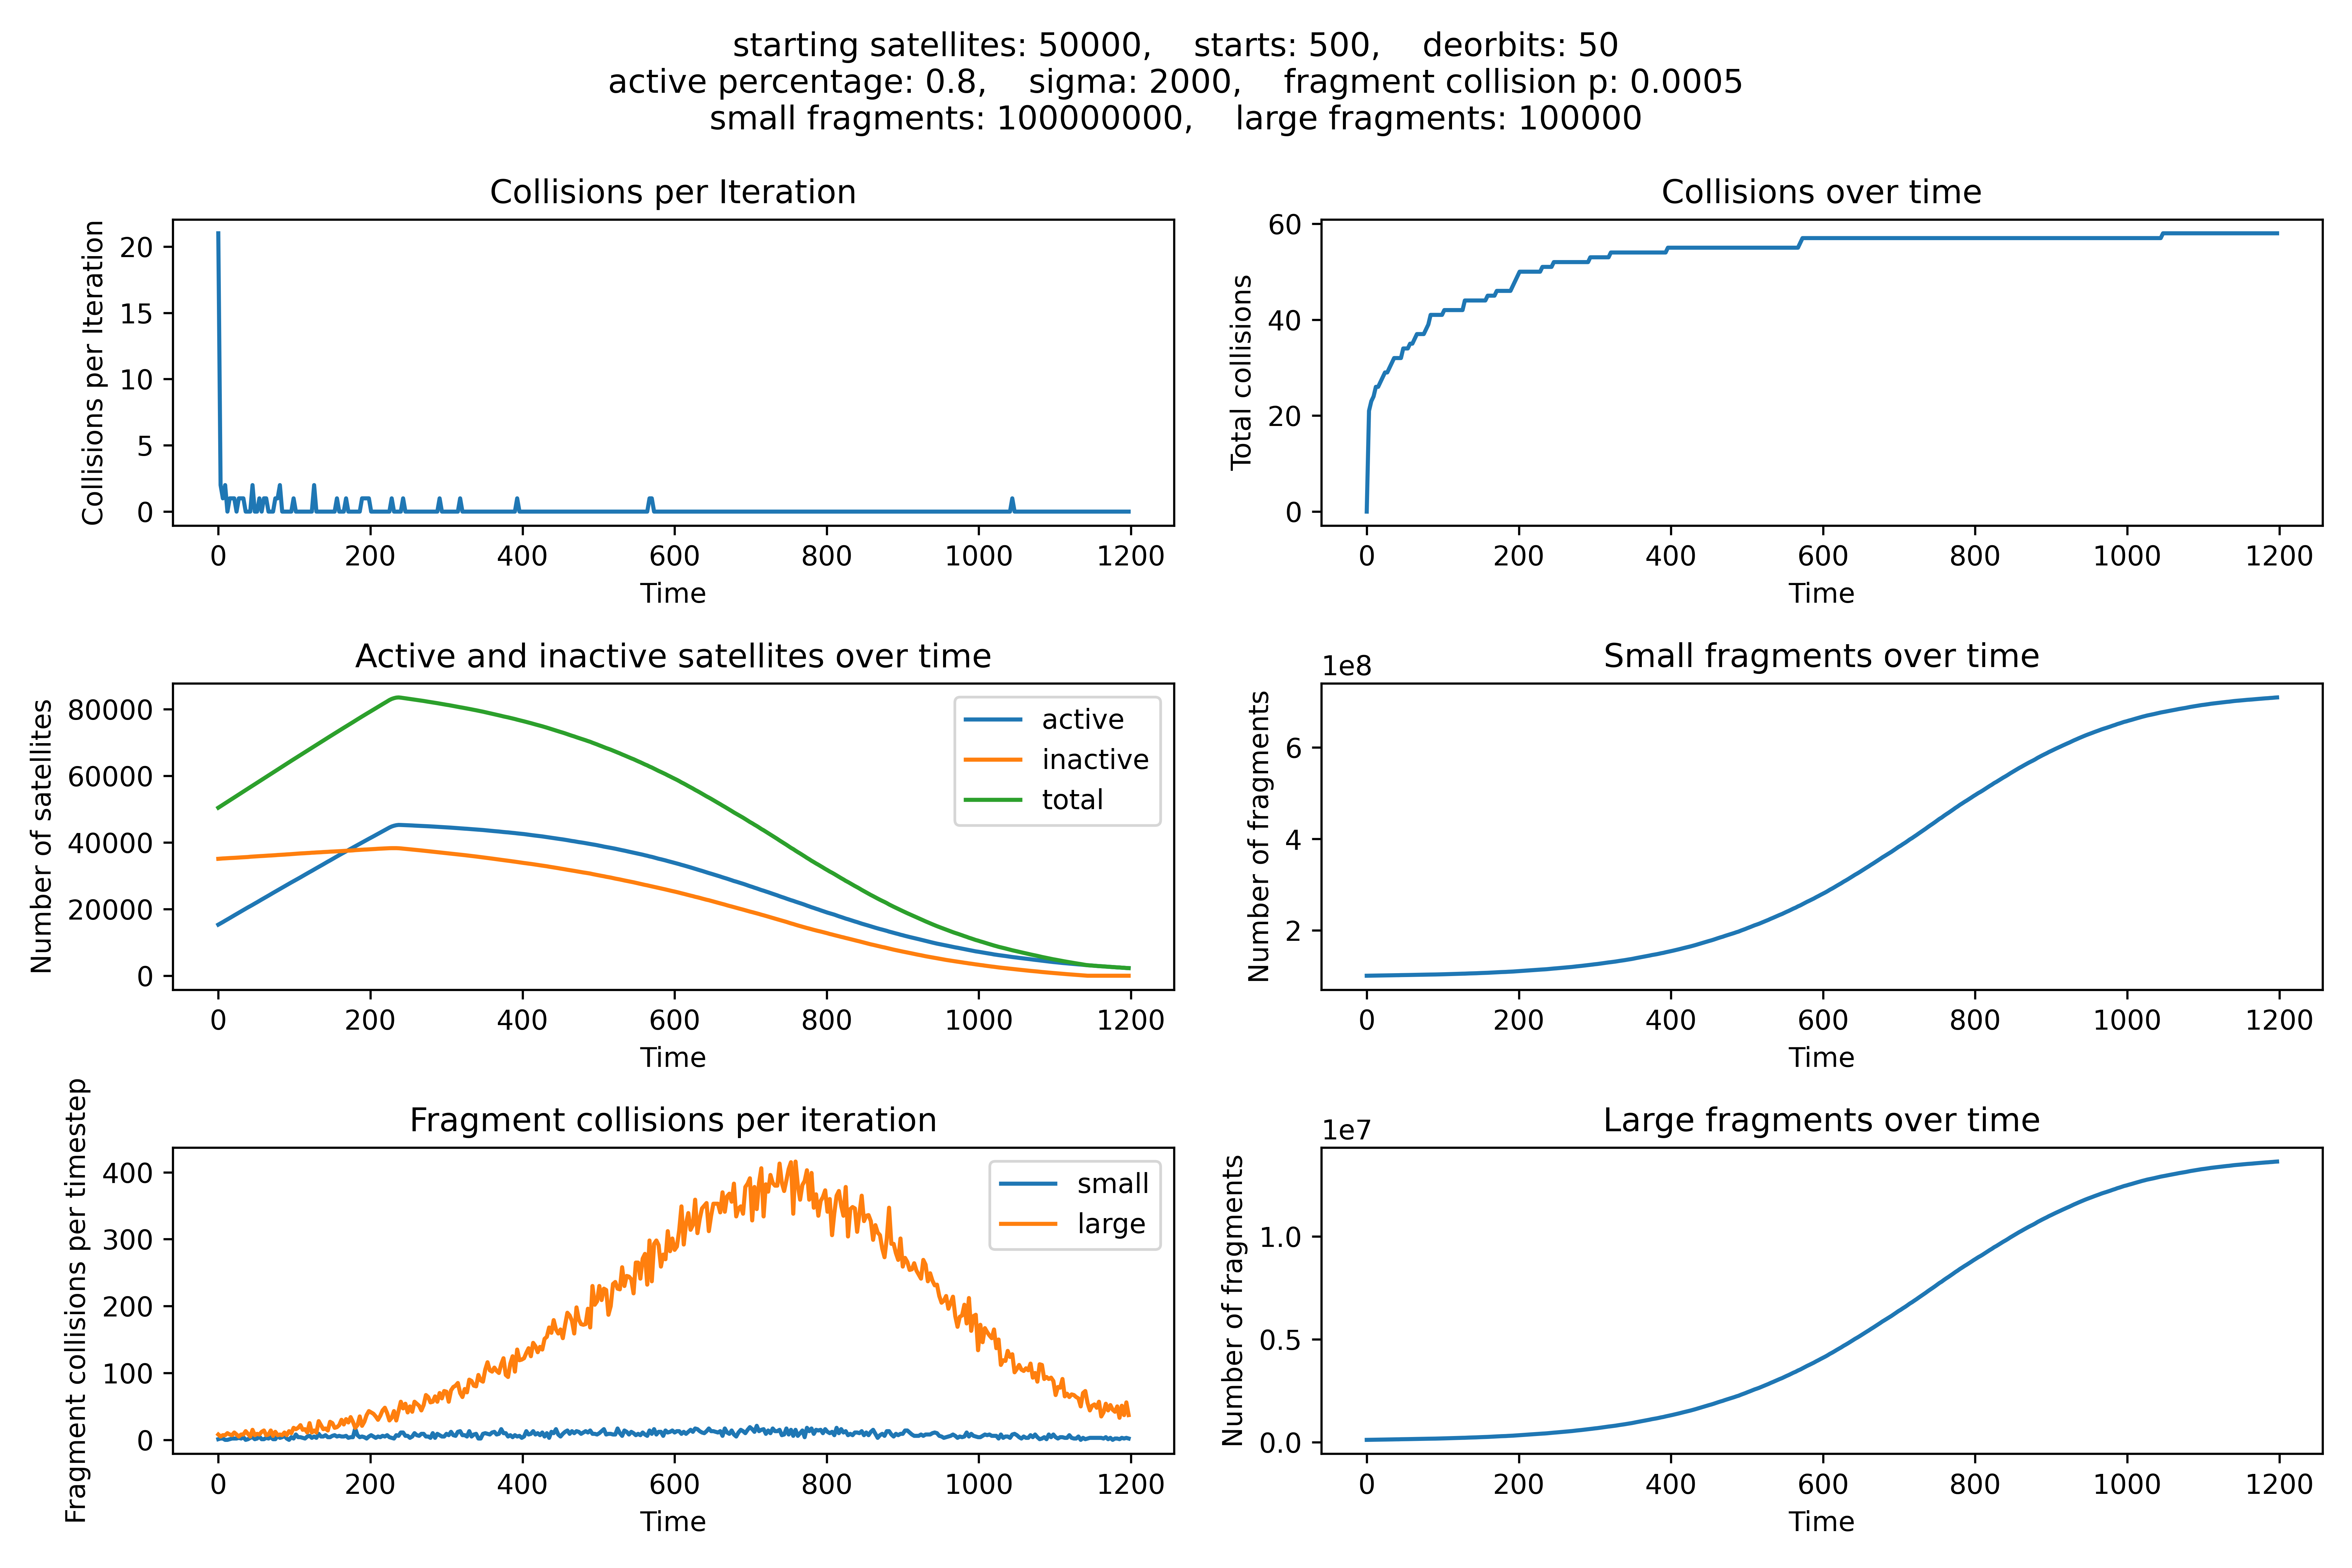 starting satellites: 50000,    starts: 500,    deorbits: 50
active percentage: 0.8,    sigma: 2000,    fragment collision p: 0.0005
small fragments: 100000000,    large fragments: 100000
Collisions per Iteration
Collisions per Iteration
20
15
10
5
0
0 200 400 600 800 1000 1200
Time
Collisions over time
Total collisions
60
40
20
0
0 200 400 600 800 1000 1200
Time
Active and inactive satellites over time
Number of satellites
80000
60000
40000
20000
0
active
inactive
total
0 200 400 600 800 1000 1200
Time
Small fragments over time
1e8
Number of fragments
6
4
2
0 200 400 600 800 1000 1200
Time
Fragment collisions per iteration
Fragment collisions per timestep
400
300
200
100
0
small
large
0 200 400 600 800 1000 1200
Time
Large fragments over time
1e7
Number of fragments
1.0
0.5
0.0
0 200 400 600 800 1000 1200
Time